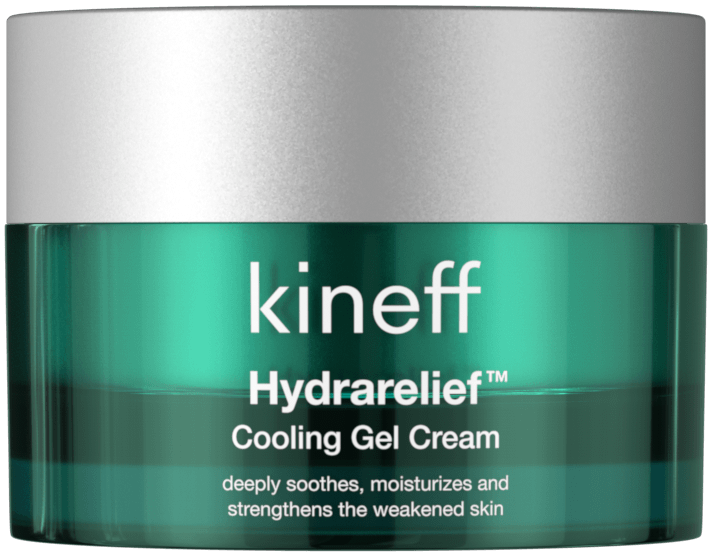 kineff
Hydrarelief™
Cooling Gel Cream
deeply soothes, moisturizes and
strengthens the weakened skin